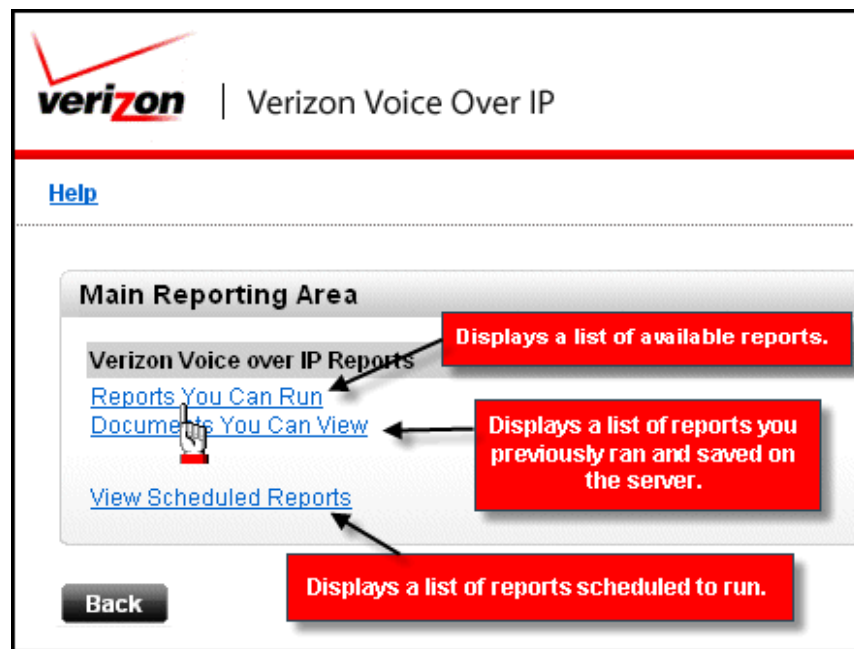 verizon | Verizon Voice Over IP
Help
Main Reporting Area
Displays a list of available reports.
Verizon Voice over IP Reports
Reports You Can Run
Documents You Can View
Displays a list of reports you
previously ran and saved on
the server.
View Scheduled Reports
Displays a list of reports scheduled to run.
Back